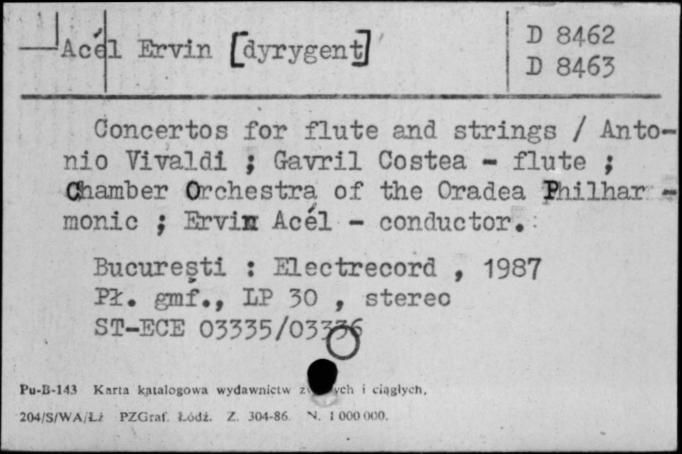 Acél Ervin [dyrygent]
D 8462
D 8463
Concertos for flute and strings / Anto-
nio Vivaldi ; Gavril Costea - flute ;
Chamber Orchestra of the Oradea Philhar-
monic ; Ervin Acél - conductor.
București : Electrecord , 1987
Pł. gmf., LP 30 , stereo
ST-ECE 03335/03336
Pu-B-143 Karta katalogowa wydawnictw i ciągłych,
204/S/WA/Łż PZGraf. Łódź. Z. 304-86. N. 1 000 000.